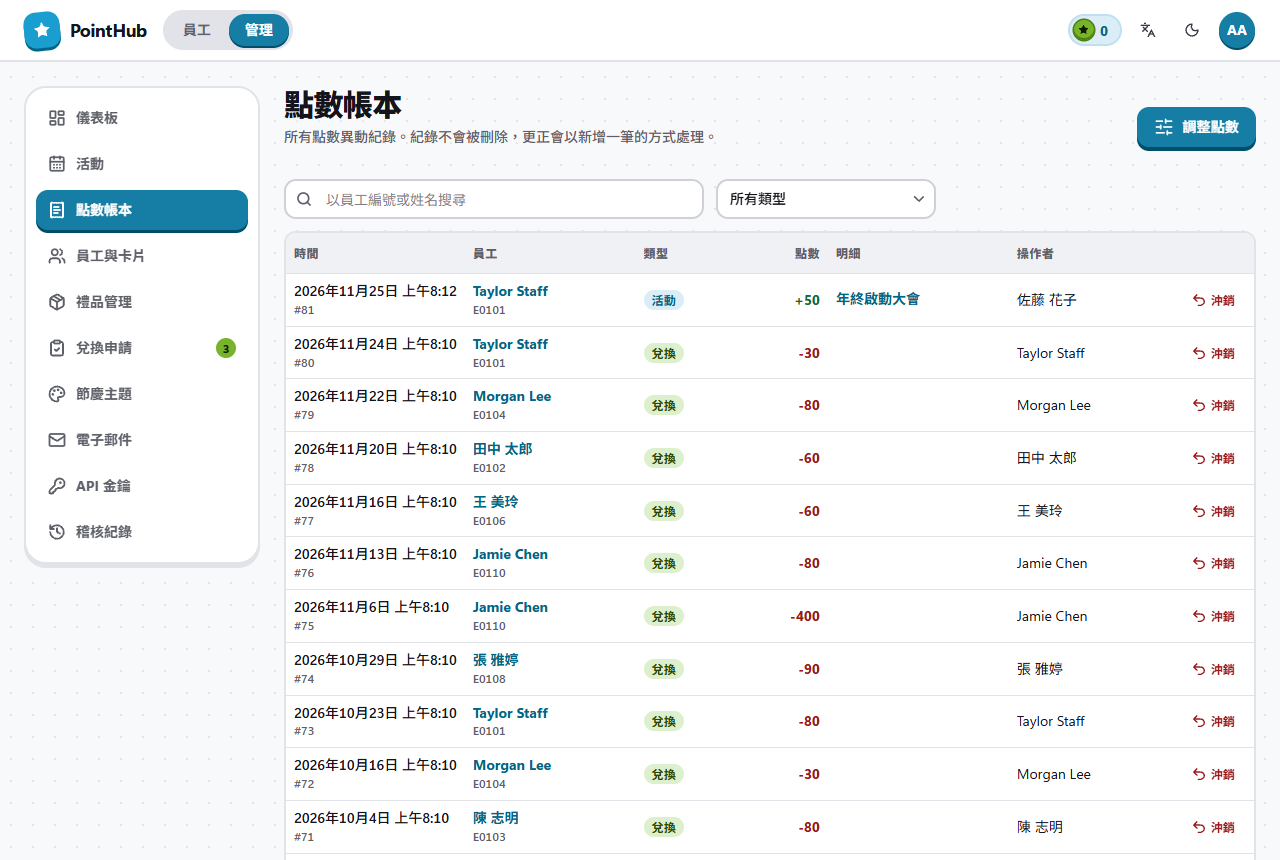 PointHub
員工
管理
0
AA
儀表板
活動
點數帳本
員工與卡片
禮品管理
兌換申請
3
節慶主題
電子郵件
API 金鑰
稽核紀錄
點數帳本
所有點數異動紀錄。紀錄不會被刪除，更正會以新增一筆的方式處理。
調整點數
以員工編號或姓名搜尋
所有類型
時間 員工 類型 點數 明細 操作者
2026年11月25日 上午8:12 Taylor Staff 活動 +50 年終啟動大會 佐藤 花子 沖銷
#81 E0101
2026年11月24日 上午8:10 Taylor Staff 兌換 -30 Taylor Staff 沖銷
#80 E0101
2026年11月22日 上午8:10 Morgan Lee 兌換 -80 Morgan Lee 沖銷
#79 E0104
2026年11月20日 上午8:10 田中 太郎 兌換 -60 田中 太郎 沖銷
#78 E0102
2026年11月16日 上午8:10 王 美玲 兌換 -60 王 美玲 沖銷
#77 E0106
2026年11月13日 上午8:10 Jamie Chen 兌換 -80 Jamie Chen 沖銷
#76 E0110
2026年11月6日 上午8:10 Jamie Chen 兌換 -400 Jamie Chen 沖銷
#75 E0110
2026年10月29日 上午8:10 張 雅婷 兌換 -90 張 雅婷 沖銷
#74 E0108
2026年10月23日 上午8:10 Taylor Staff 兌換 -80 Taylor Staff 沖銷
#73 E0101
2026年10月16日 上午8:10 Morgan Lee 兌換 -30 Morgan Lee 沖銷
#72 E0104
2026年10月4日 上午8:10 陳 志明 兌換 -80 陳 志明 沖銷
#71 E0103